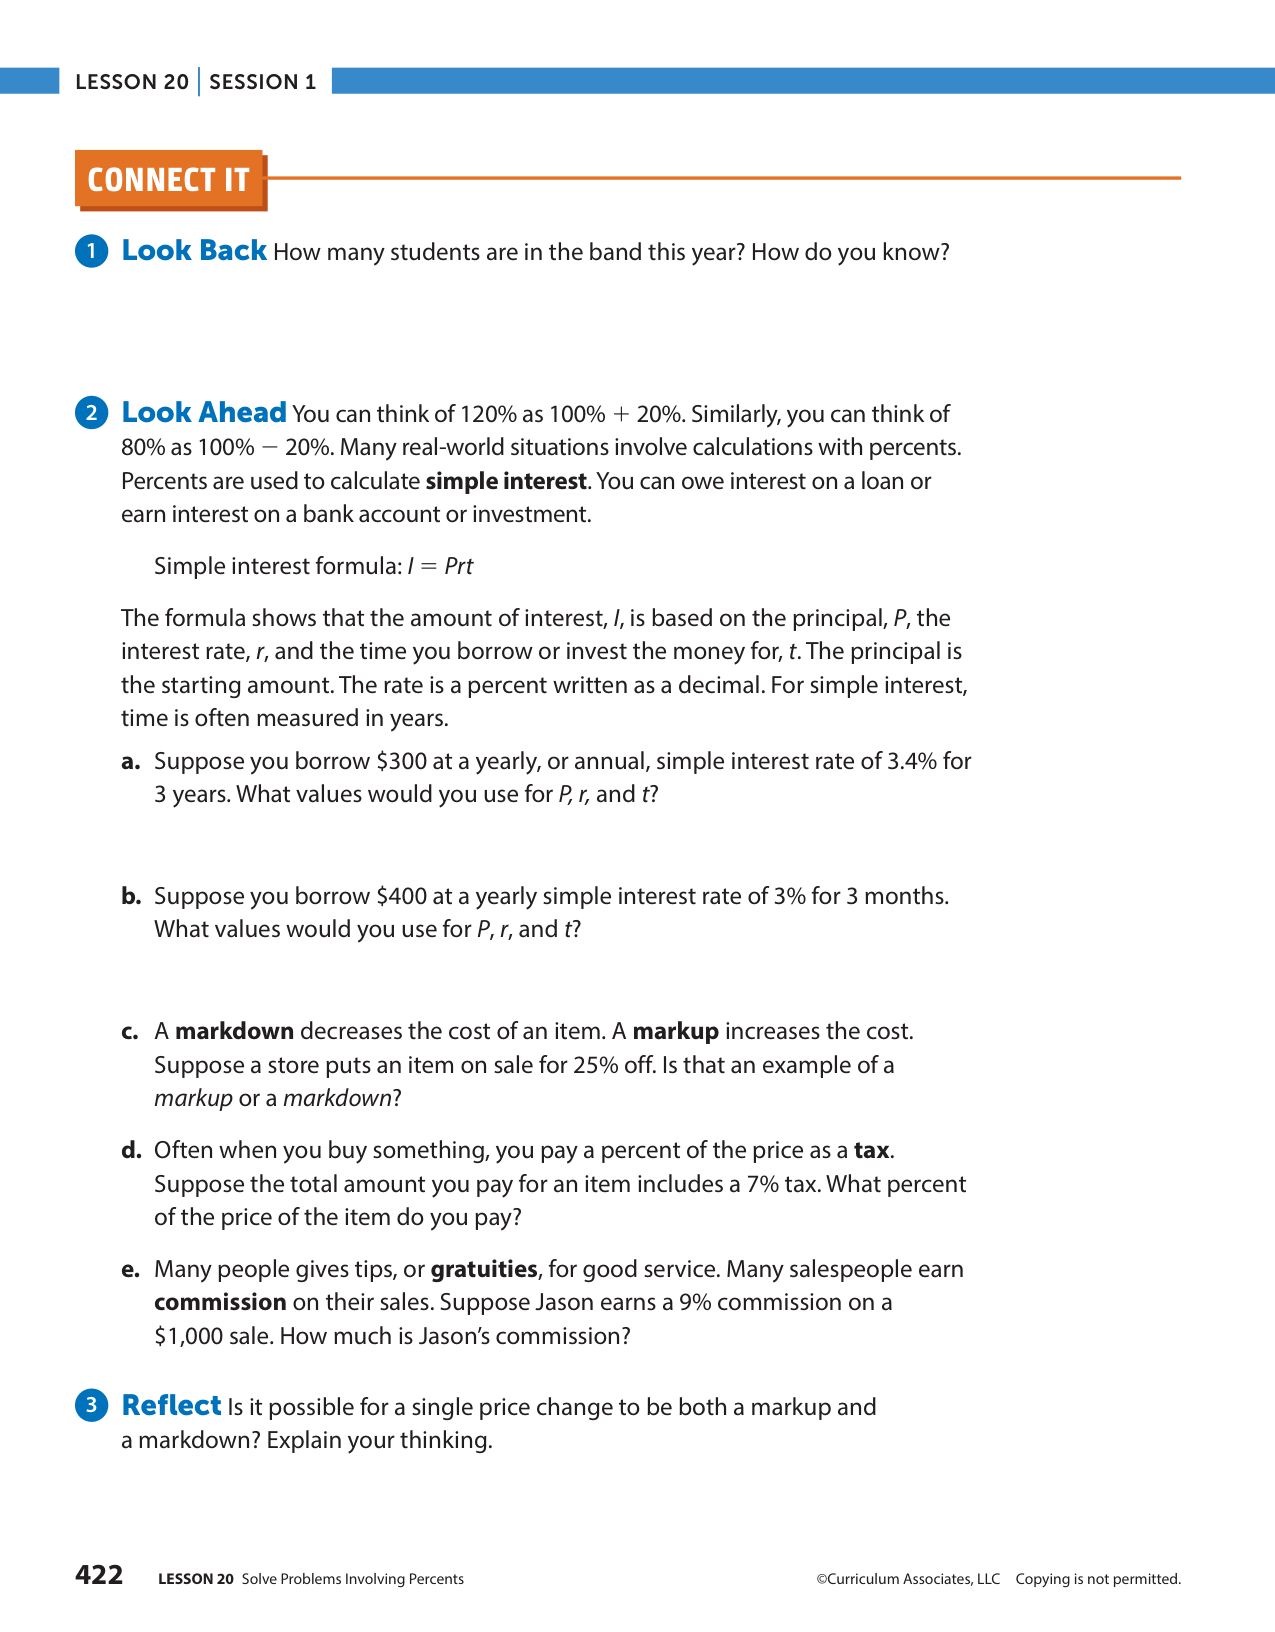 LESSON 20 | SESSION 1
CONNECT IT
1 Look Back How many students are in the band this year? How do you know?
2 Look Ahead You can think of 120% as 100% + 20%. Similarly, you can think of
80% as 100% − 20%. Many real-world situations involve calculations with percents.
Percents are used to calculate simple interest. You can owe interest on a loan or
earn interest on a bank account or investment.
Simple interest formula: I = Prt
The formula shows that the amount of interest, I, is based on the principal, P, the
interest rate, r, and the time you borrow or invest the money for, t. The principal is
the starting amount. The rate is a percent written as a decimal. For simple interest,
time is often measured in years.
a. Suppose you borrow $300 at a yearly, or annual, simple interest rate of 3.4% for
3 years. What values would you use for P, r, and t?
b. Suppose you borrow $400 at a yearly simple interest rate of 3% for 3 months.
What values would you use for P, r, and t?
c. A markdown decreases the cost of an item. A markup increases the cost.
Suppose a store puts an item on sale for 25% off. Is that an example of a
markup or a markdown?
d. Often when you buy something, you pay a percent of the price as a tax.
Suppose the total amount you pay for an item includes a 7% tax. What percent
of the price of the item do you pay?
e. Many people gives tips, or gratuities, for good service. Many salespeople earn
commission on their sales. Suppose Jason earns a 9% commission on a
$1,000 sale. How much is Jason's commission?
3 Reflect Is it possible for a single price change to be both a markup and
a markdown? Explain your thinking.
422 LESSON 20 Solve Problems Involving Percents ©Curriculum Associates, LLC Copying is not permitted.